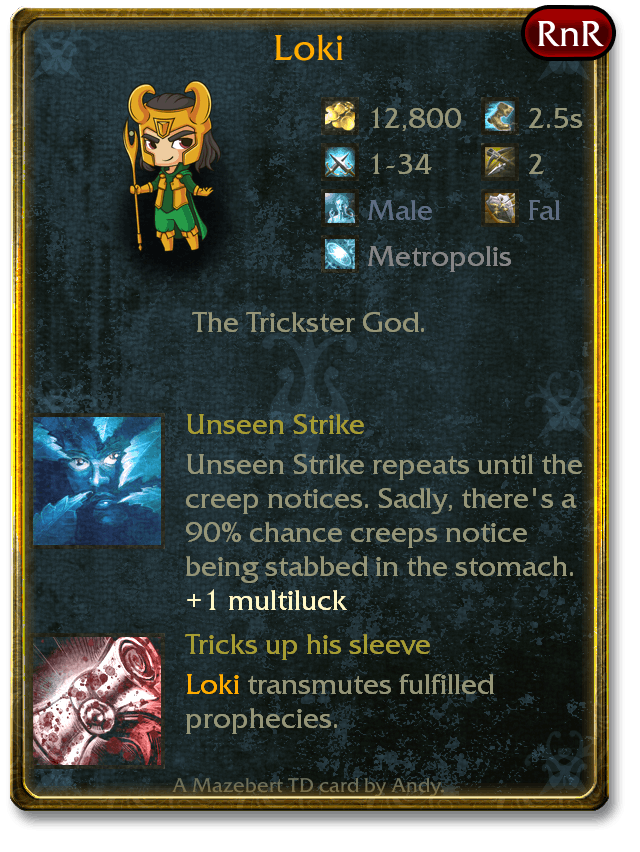 RnR
Loki
12,800 2.5s
1-34 2
Male Fal
Metropolis
The Trickster God.
Unseen Strike
Unseen Strike repeats until the
creep notices. Sadly, there's a
90% chance creeps notice
being stabbed in the stomach.
+1 multiluck
Tricks up his sleeve
Loki transmutes fulfilled
prophecies.
A Mazebert TD card by Andy.